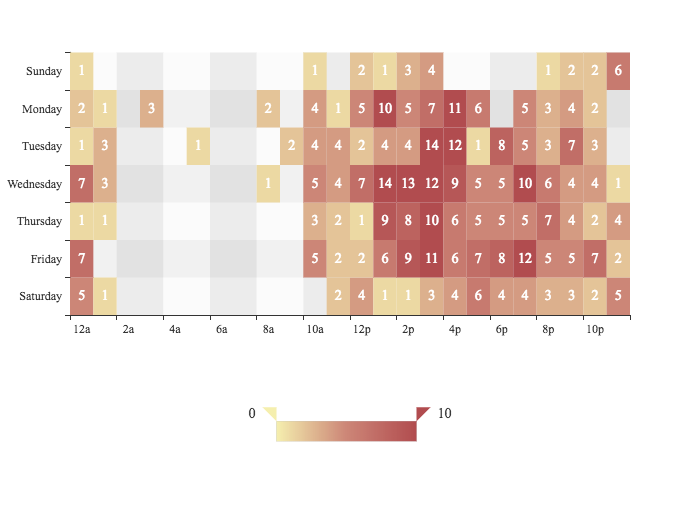 Sunday 1 1 2 1 3 4 1 2 2 6
Monday 2 1 3 2 4 1 5 10 5 7 11 6 5 3 4 2
Tuesday 1 3 1 2 4 4 2 4 4 14 12 1 8 5 3 7 3
Wednesday 7 3 1 5 4 7 14 13 12 9 5 5 10 6 4 4 1
Thursday 1 1 3 2 1 9 8 10 6 5 5 5 7 4 2 4
Friday 7 5 2 2 6 9 11 6 7 8 12 5 5 7 2
Saturday 5 1 2 4 1 1 3 4 6 4 4 3 3 2 5
12a 2a 4a 6a 8a 10a 12p 2p 4p 6p 8p 10p
0 10